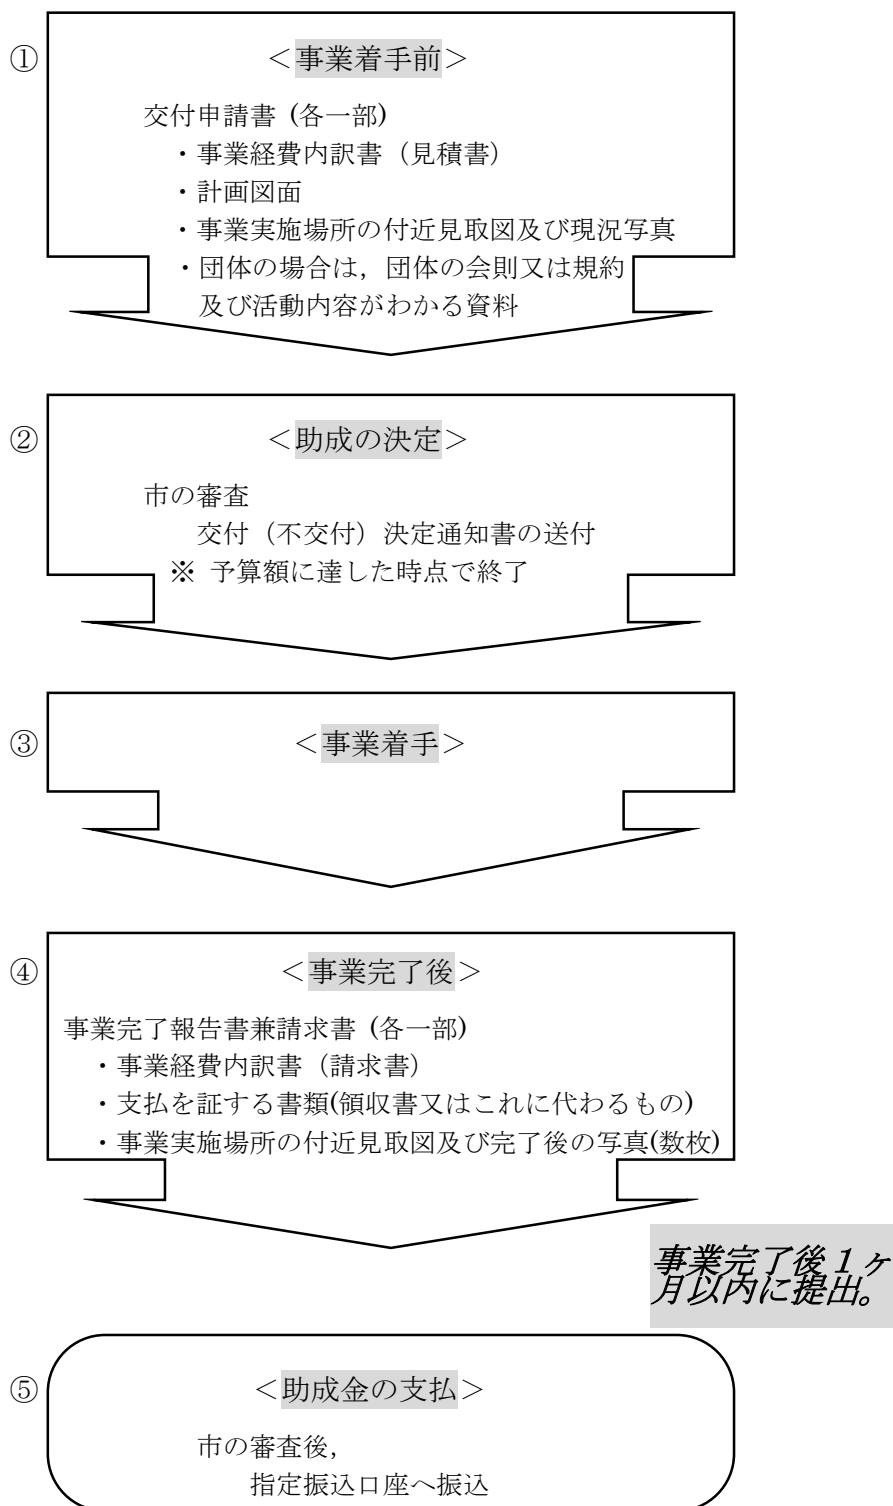 ① ＜事業着手前＞
交付申請書 (各一部)
・事業経費内訳書（見積書）
・計画図面
・事業実施場所の付近見取図及び現況写真
・団体の場合は，団体の会則又は規約
及び活動内容がわかる資料
② ＜助成の決定＞
市の審査
交付（不交付）決定通知書の送付
※ 予算額に達した時点で終了
③ ＜事業着手＞
④ ＜事業完了後＞
事業完了報告書兼請求書 (各一部)
・事業経費内訳書（請求書）
・支払を証する書類(領収書又はこれに代わるもの)
・事業実施場所の付近見取図及び完了後の写真(数枚)
事業完了後１ヶ
月以内に提出。
⑤ ＜助成金の支払＞
市の審査後，
指定振込口座へ振込